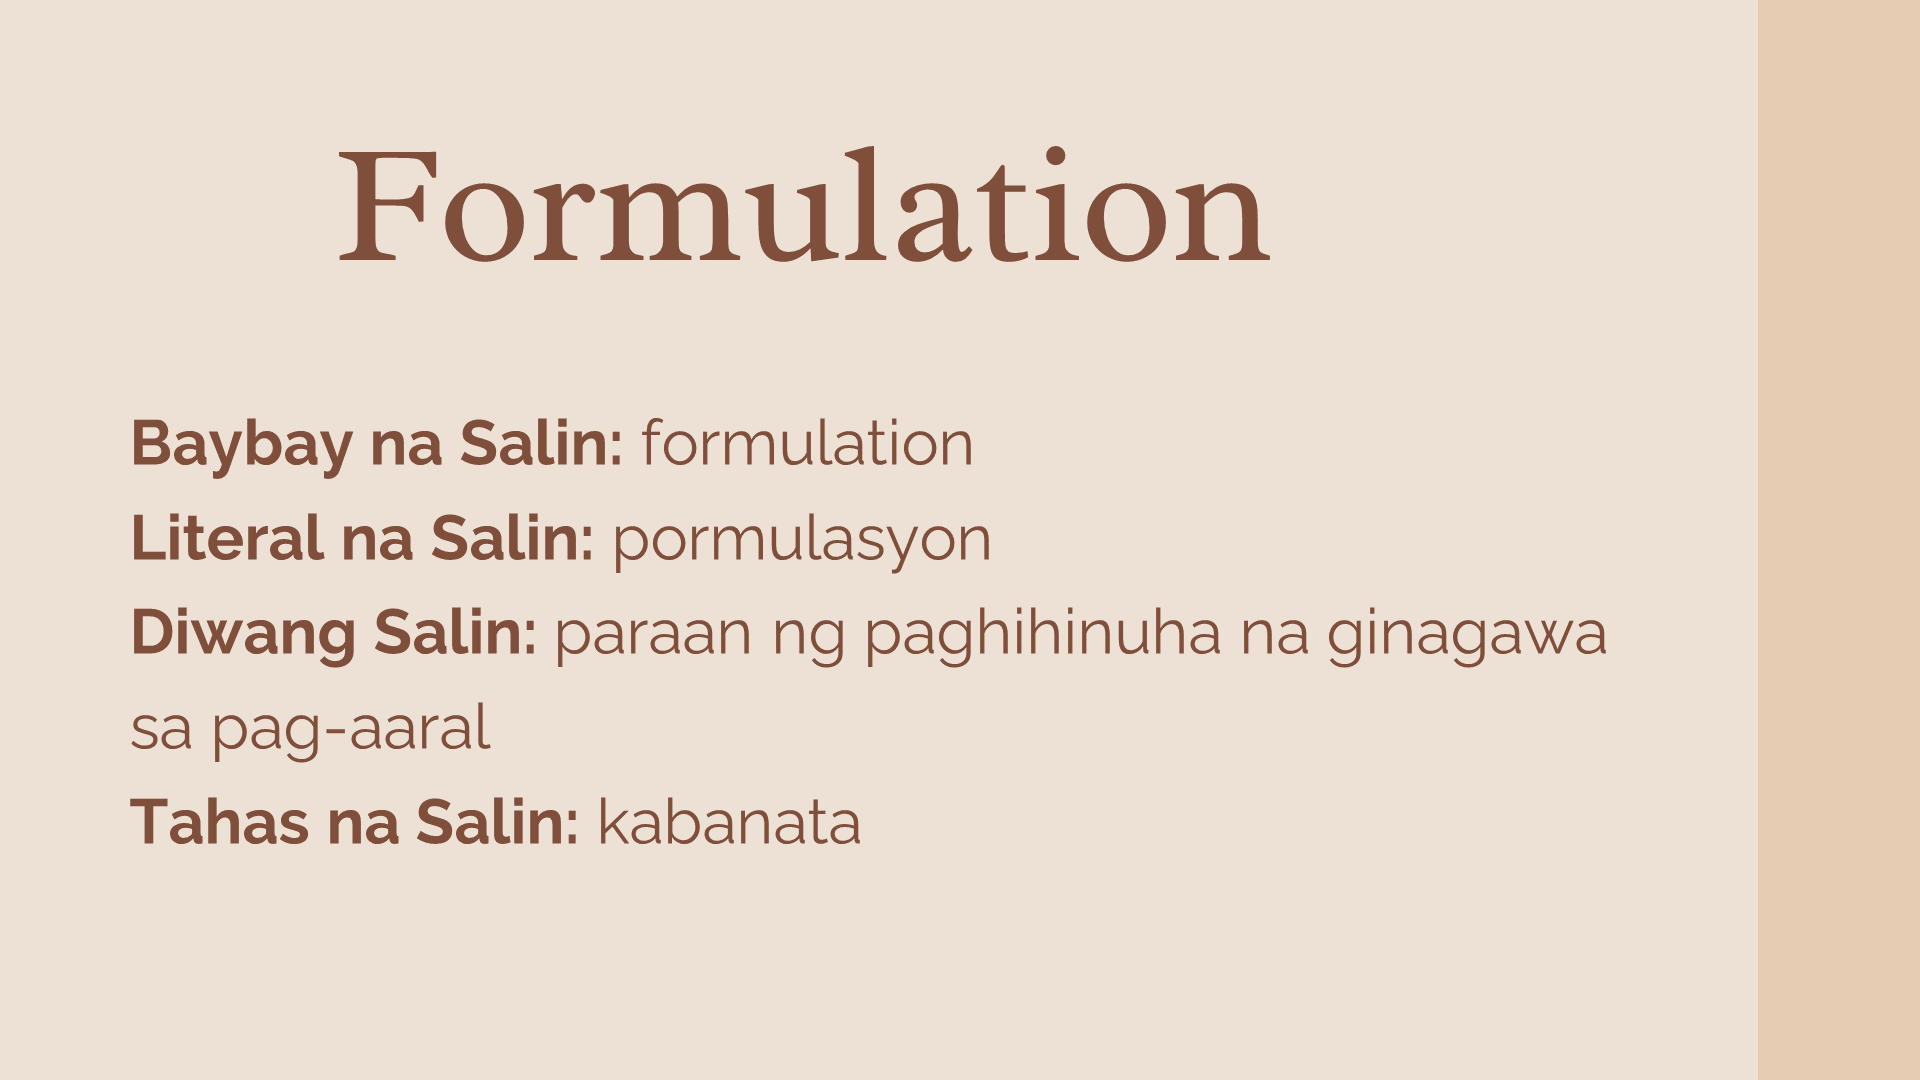 Formulation
Baybay na Salin: formulation
Literal na Salin: pormulasyon
Diwang Salin: paraan ng paghihinuha na ginagawa
sa pag-aaral
Tahas na Salin: kabanata